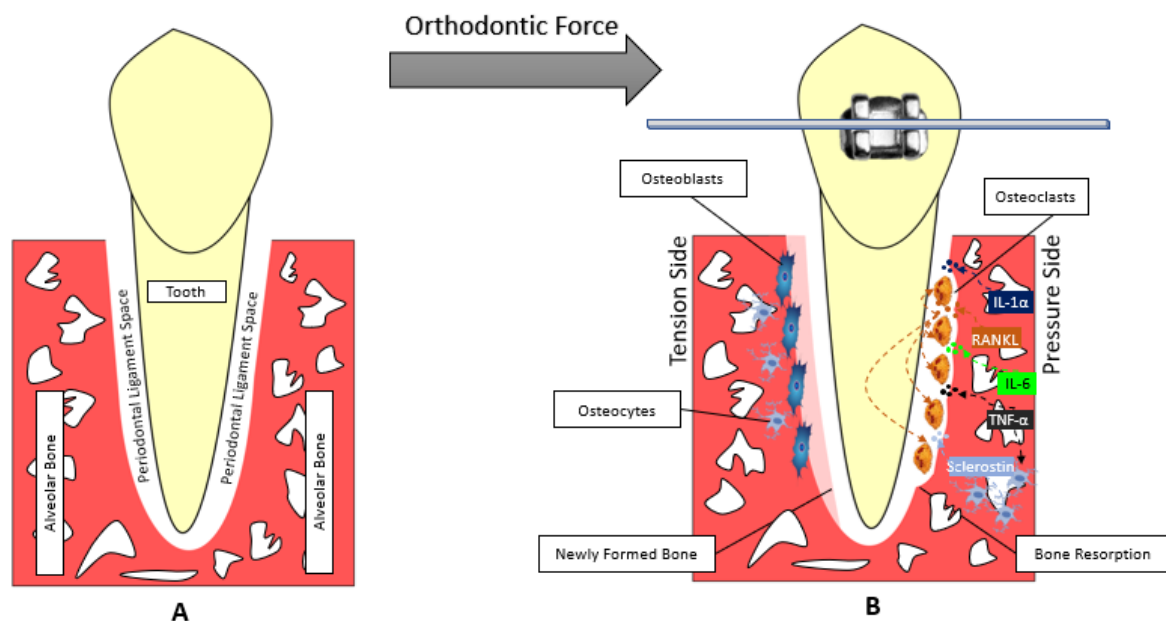 Orthodontic Force
Tooth
Periodontal Ligament Space
Periodontal Ligament Space
Alveolar Bone
Alveolar Bone
A
Osteoblasts
Osteoclasts
Tension Side
Pressure Side
IL-1α
RANKL
IL-6
TNF-α
Osteocytes
Sclerostin
Newly Formed Bone
Bone Resorption
B